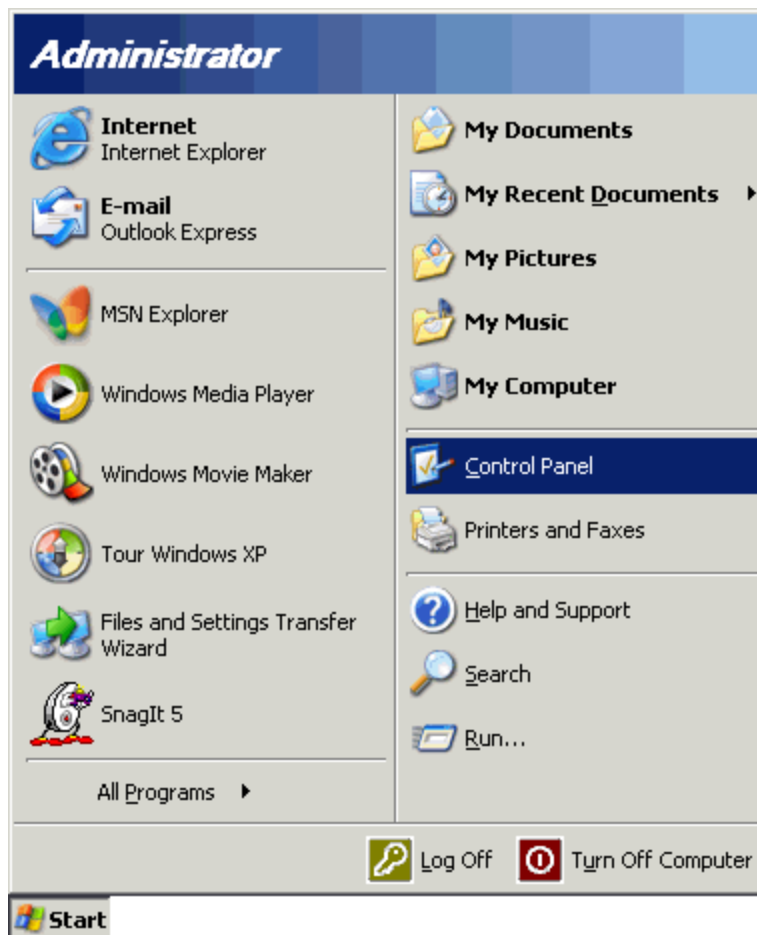 Administrator
Internet
Internet Explorer
E-mail
Outlook Express
MSN Explorer
Windows Media Player
Windows Movie Maker
Tour Windows XP
Files and Settings Transfer
Wizard
SnagIt 5
All Programs
My Documents
My Recent Documents
My Pictures
My Music
My Computer
Control Panel
Printers and Faxes
Help and Support
Search
Run...
Log Off
Turn Off Computer
Start